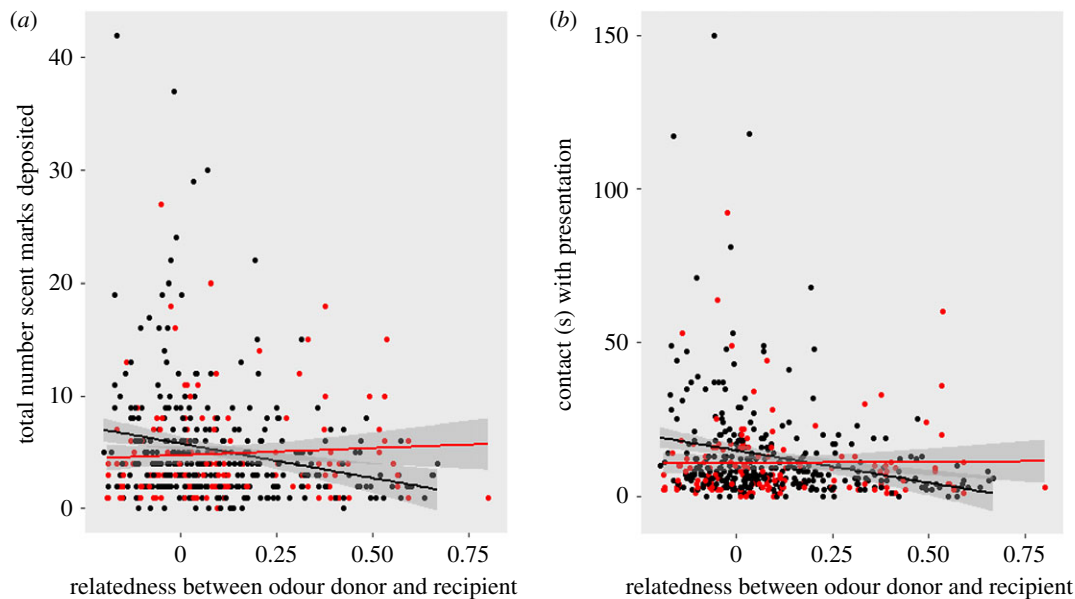 (a)
total number scent marks deposited
40
30
20
10
0
0
0.25
0.50
0.75
relatedness between odour donor and recipient
(b)
contact (s) with presentation
150
100
50
0
0
0.25
0.50
0.75
relatedness between odour donor and recipient